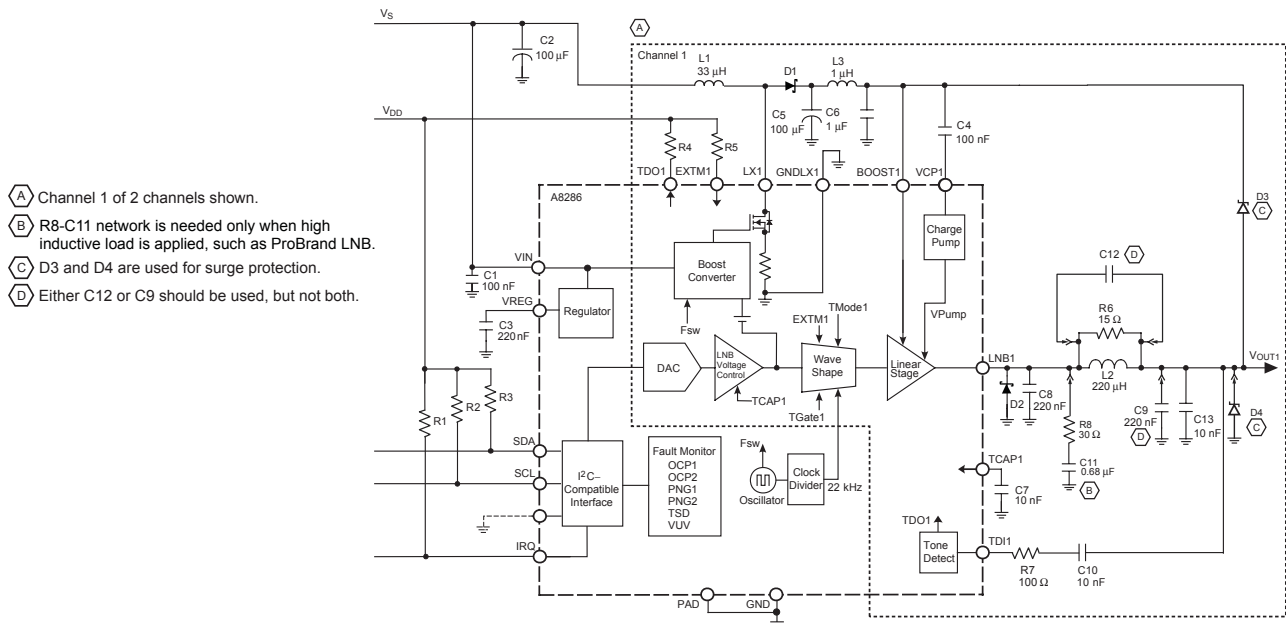 VS
C2
100 μF
A
Channel 1
L1
33 μH
D1
L3
1 μH
C5
100 μF
C6
1 μF
C4
100 nF
VDD
R4
R5
TDO1
EXTM1
LX1
GNDLX1
BOOST1
VCP1
A Channel 1 of 2 channels shown.
B R8-C11 network is needed only when high
inductive load is applied, such as ProBrand LNB.
C D3 and D4 are used for surge protection.
D Either C12 or C9 should be used, but not both.
A8286
D3
C
Charge
Pump
VIN
C1
100 nF
Boost
Converter
C12 D
VREG
Regulator
C3
220 nF
Fsw
TMode1
EXTM1
VPump
R6
15 Ω
DAC
LNB
Voltage
Control
Wave
Shape
Linear
Stage
LNB1
L2
220 μH
VOUT1
TCAP1
TGate1
D2
C8
220 nF
R8
30 Ω
C9
220 nF
D
C13
10 nF
D4
C
C11
0.68 μF
B
R1
R2
R3
SDA
SCL
IRQ
I2C–
Compatible
Interface
Fault Monitor
OCP1
OCP2
PNG1
PNG2
TSD
VUV
Fsw
Oscillator
Clock
Divider
22 kHz
TCAP1
C7
10 nF
TDO1
Tone
Detect
TDI1
R7
100 Ω
C10
10 nF
PAD
GND